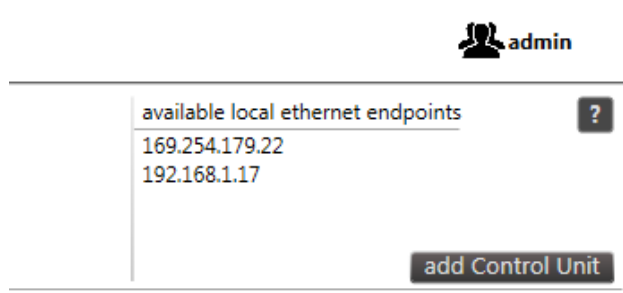 admin
available local ethernet endpoints
?
169.254.179.22
192.168.1.17
add Control Unit